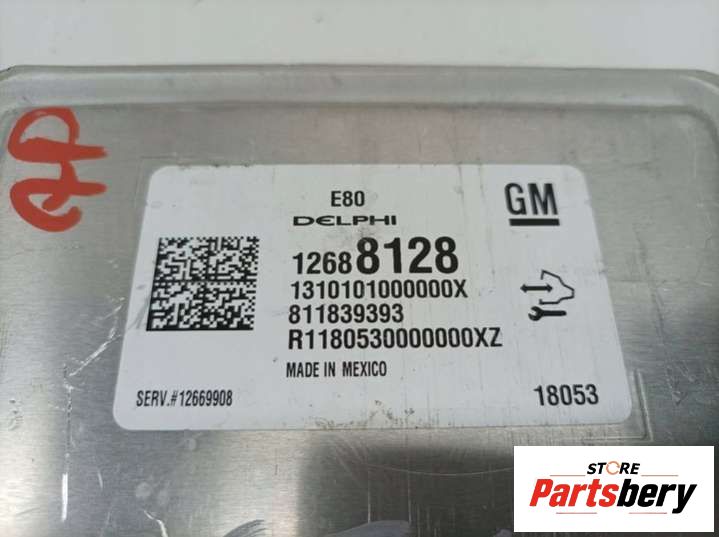 E80
DELPHI
GM
12688128
1310101000000X
811839393
R1180530000000XZ
MADE IN MEXICO
SERV.#12669908
18053
STORE
Partsbery